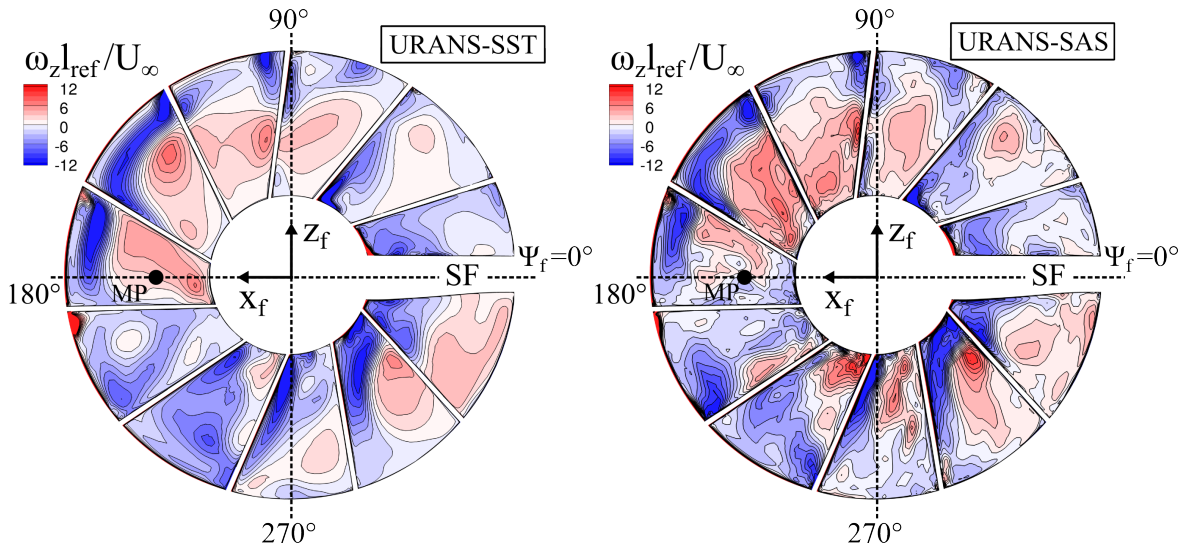 90°
URANS-SST
ω_z l_ref/U_∞
12
6
0
-6
-12
z_f
Ψ_f=0°
SF
180°
MP
x_f
270°
90°
URANS-SAS
ω_z l_ref/U_∞
12
6
0
-6
-12
z_f
Ψ_f=0°
SF
180°
MP
x_f
270°